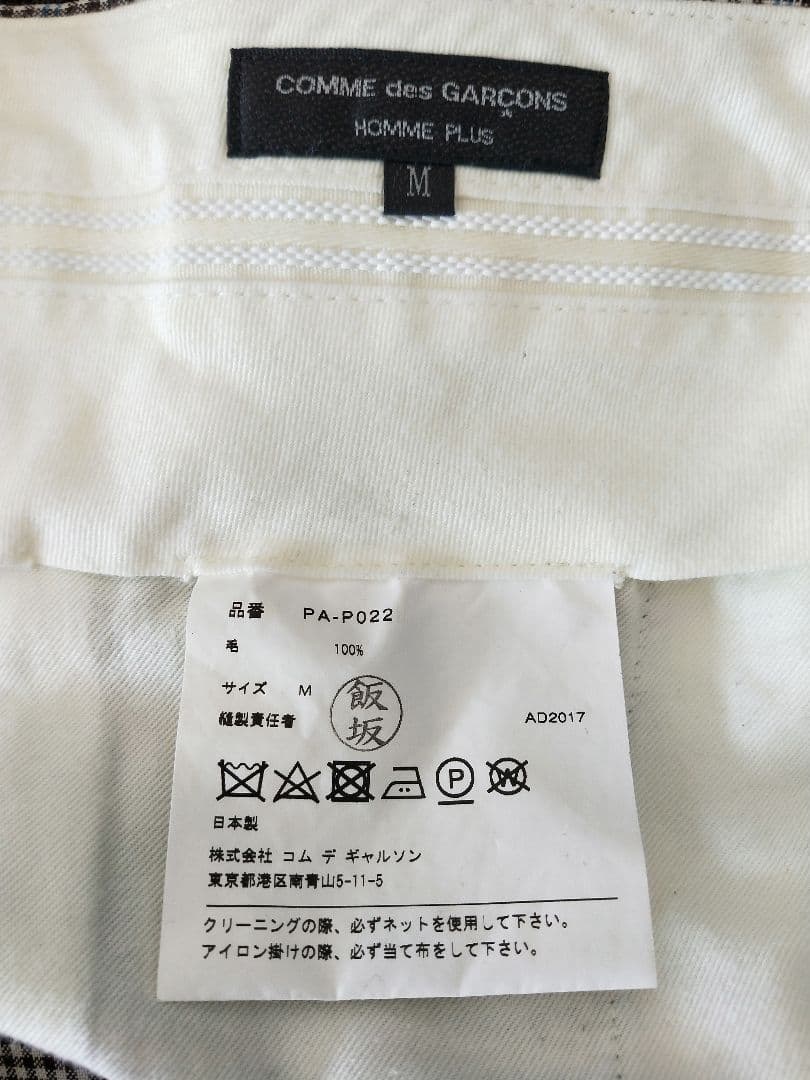 COMME des GARÇONS
HOMME PLUS
M
品番 PA-P022
毛 100%
サイズ M
飯坂
縫製責任者
AD2017
P
W
日本製
株式会社 コム デ ギャルソン
東京都港区南青山5-11-5
クリーニングの際、必ずネットを使用して下さい。
アイロン掛けの際、必ず当て布をして下さい。